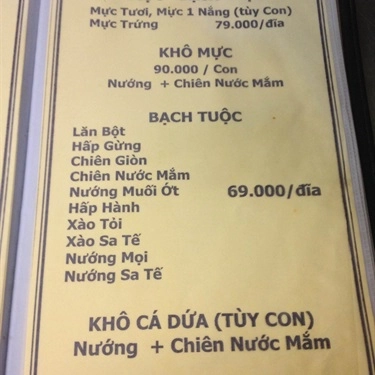 Mực Tươi, Mực 1 Nắng (tùy Con)
Mực Trứng 79.000/đĩa
KHÔ MỰC
90.000 / Con
Nướng + Chiên Nước Mắm
BẠCH TUỘC
Lăn Bột
Hấp Gừng
Chiên Giòn
Chiên Nước Mắm
Nướng Muối Ớt 69.000/đĩa
Hấp Hành
Xào Tỏi
Xào Sa Tế
Nướng Mọi
Nướng Sa Tế
KHÔ CÁ DỨA (TÙY CON)
Nướng + Chiên Nước Mắm